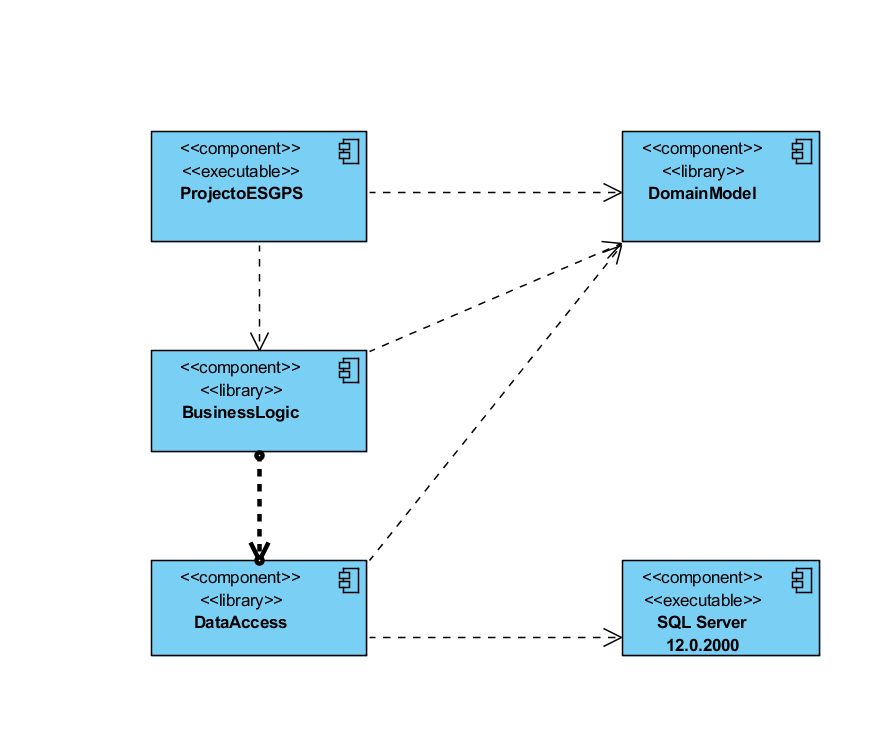 <<component>>
<<executable>>
ProjectoESGPS
<<component>>
<<library>>
DomainModel
<<component>>
<<library>>
BusinessLogic
<<component>>
<<library>>
DataAccess
<<component>>
<<executable>>
SQL Server
12.0.2000